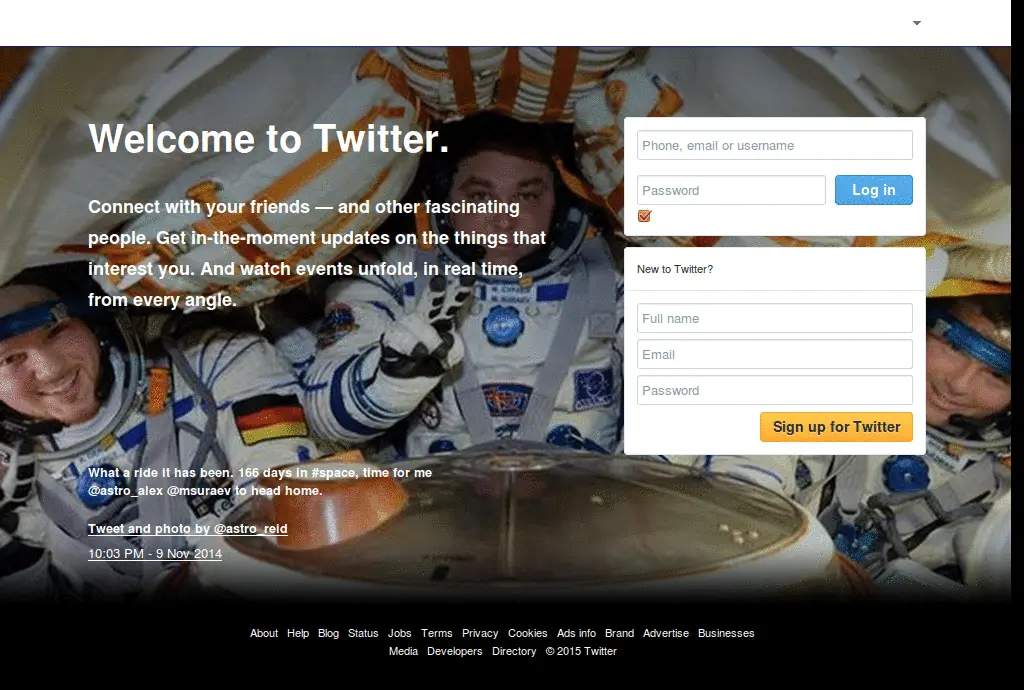 Welcome to Twitter.
Connect with your friends — and other fascinating
people. Get in-the-moment updates on the things that
interest you. And watch events unfold, in real time,
from every angle.
What a ride it has been. 166 days in #space, time for me
@astro_alex @msuraev to head home.
Tweet and photo by @astro_reid
10:03 PM - 9 Nov 2014
Phone, email or username
Password
Log in
New to Twitter?
Full name
Email
Password
Sign up for Twitter
About Help Blog Status Jobs Terms Privacy Cookies Ads info Brand Advertise Businesses
Media Developers Directory © 2015 Twitter